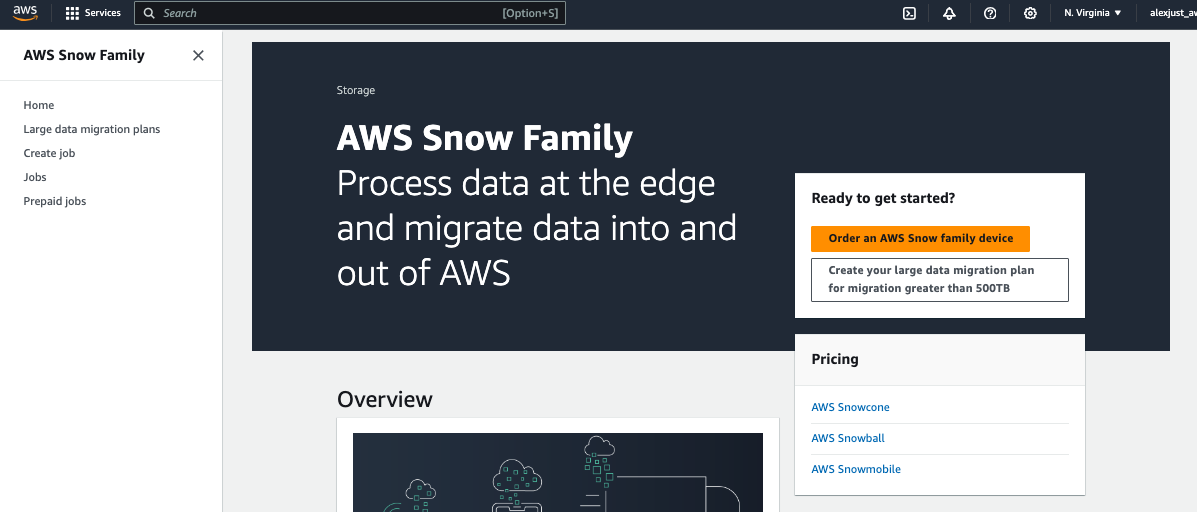 aws
Services
Search
[Option+S]
N. Virginia
AWS Snow Family
Home
Large data migration plans
Create job
Jobs
Prepaid jobs
Storage
AWS Snow Family
Process data at the edge
and migrate data into and
out of AWS
Ready to get started?
Order an AWS Snow family device
Create your large data migration plan
for migration greater than 500TB
Pricing
AWS Snowcone
AWS Snowball
AWS Snowmobile
Overview